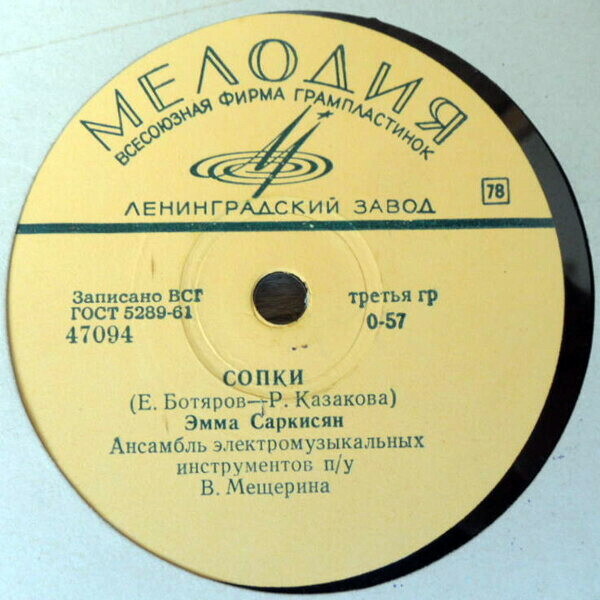 МЕЛОДИЯ
ВСЕСОЮЗНАЯ ФИРМА ГРАМПЛАСТИНОК
ЛЕНИНГРАДСКИЙ ЗАВОД
78
Записано ВСГ
ГОСТ 5289-61
47094
третья гр
0-57
СОПКИ
(Е. Ботяров—Р. Казакова)
Эмма Саркисян
Ансамбль электромузыкальных
инструментов п/у
В. Мещерина